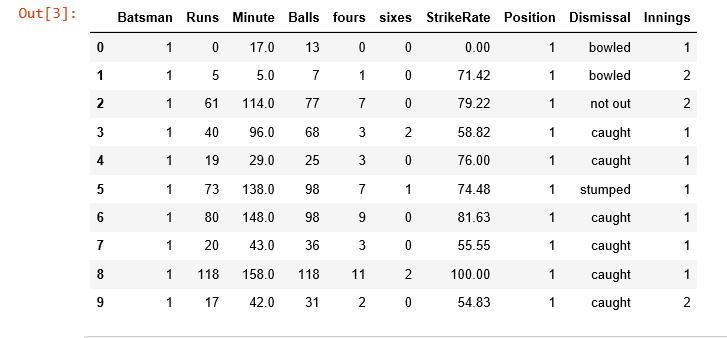 Out[3]:
Batsman Runs Minute Balls fours sixes StrikeRate Position Dismissal Innings
0 1 0 17.0 13 0 0 0.00 1 bowled 1
1 1 5 5.0 7 1 0 71.42 1 bowled 2
2 1 61 114.0 77 7 0 79.22 1 not out 2
3 1 40 96.0 68 3 2 58.82 1 caught 1
4 1 19 29.0 25 3 0 76.00 1 caught 1
5 1 73 138.0 98 7 1 74.48 1 stumped 1
6 1 80 148.0 98 9 0 81.63 1 caught 1
7 1 20 43.0 36 3 0 55.55 1 caught 1
8 1 118 158.0 118 11 2 100.00 1 caught 1
9 1 17 42.0 31 2 0 54.83 1 caught 2